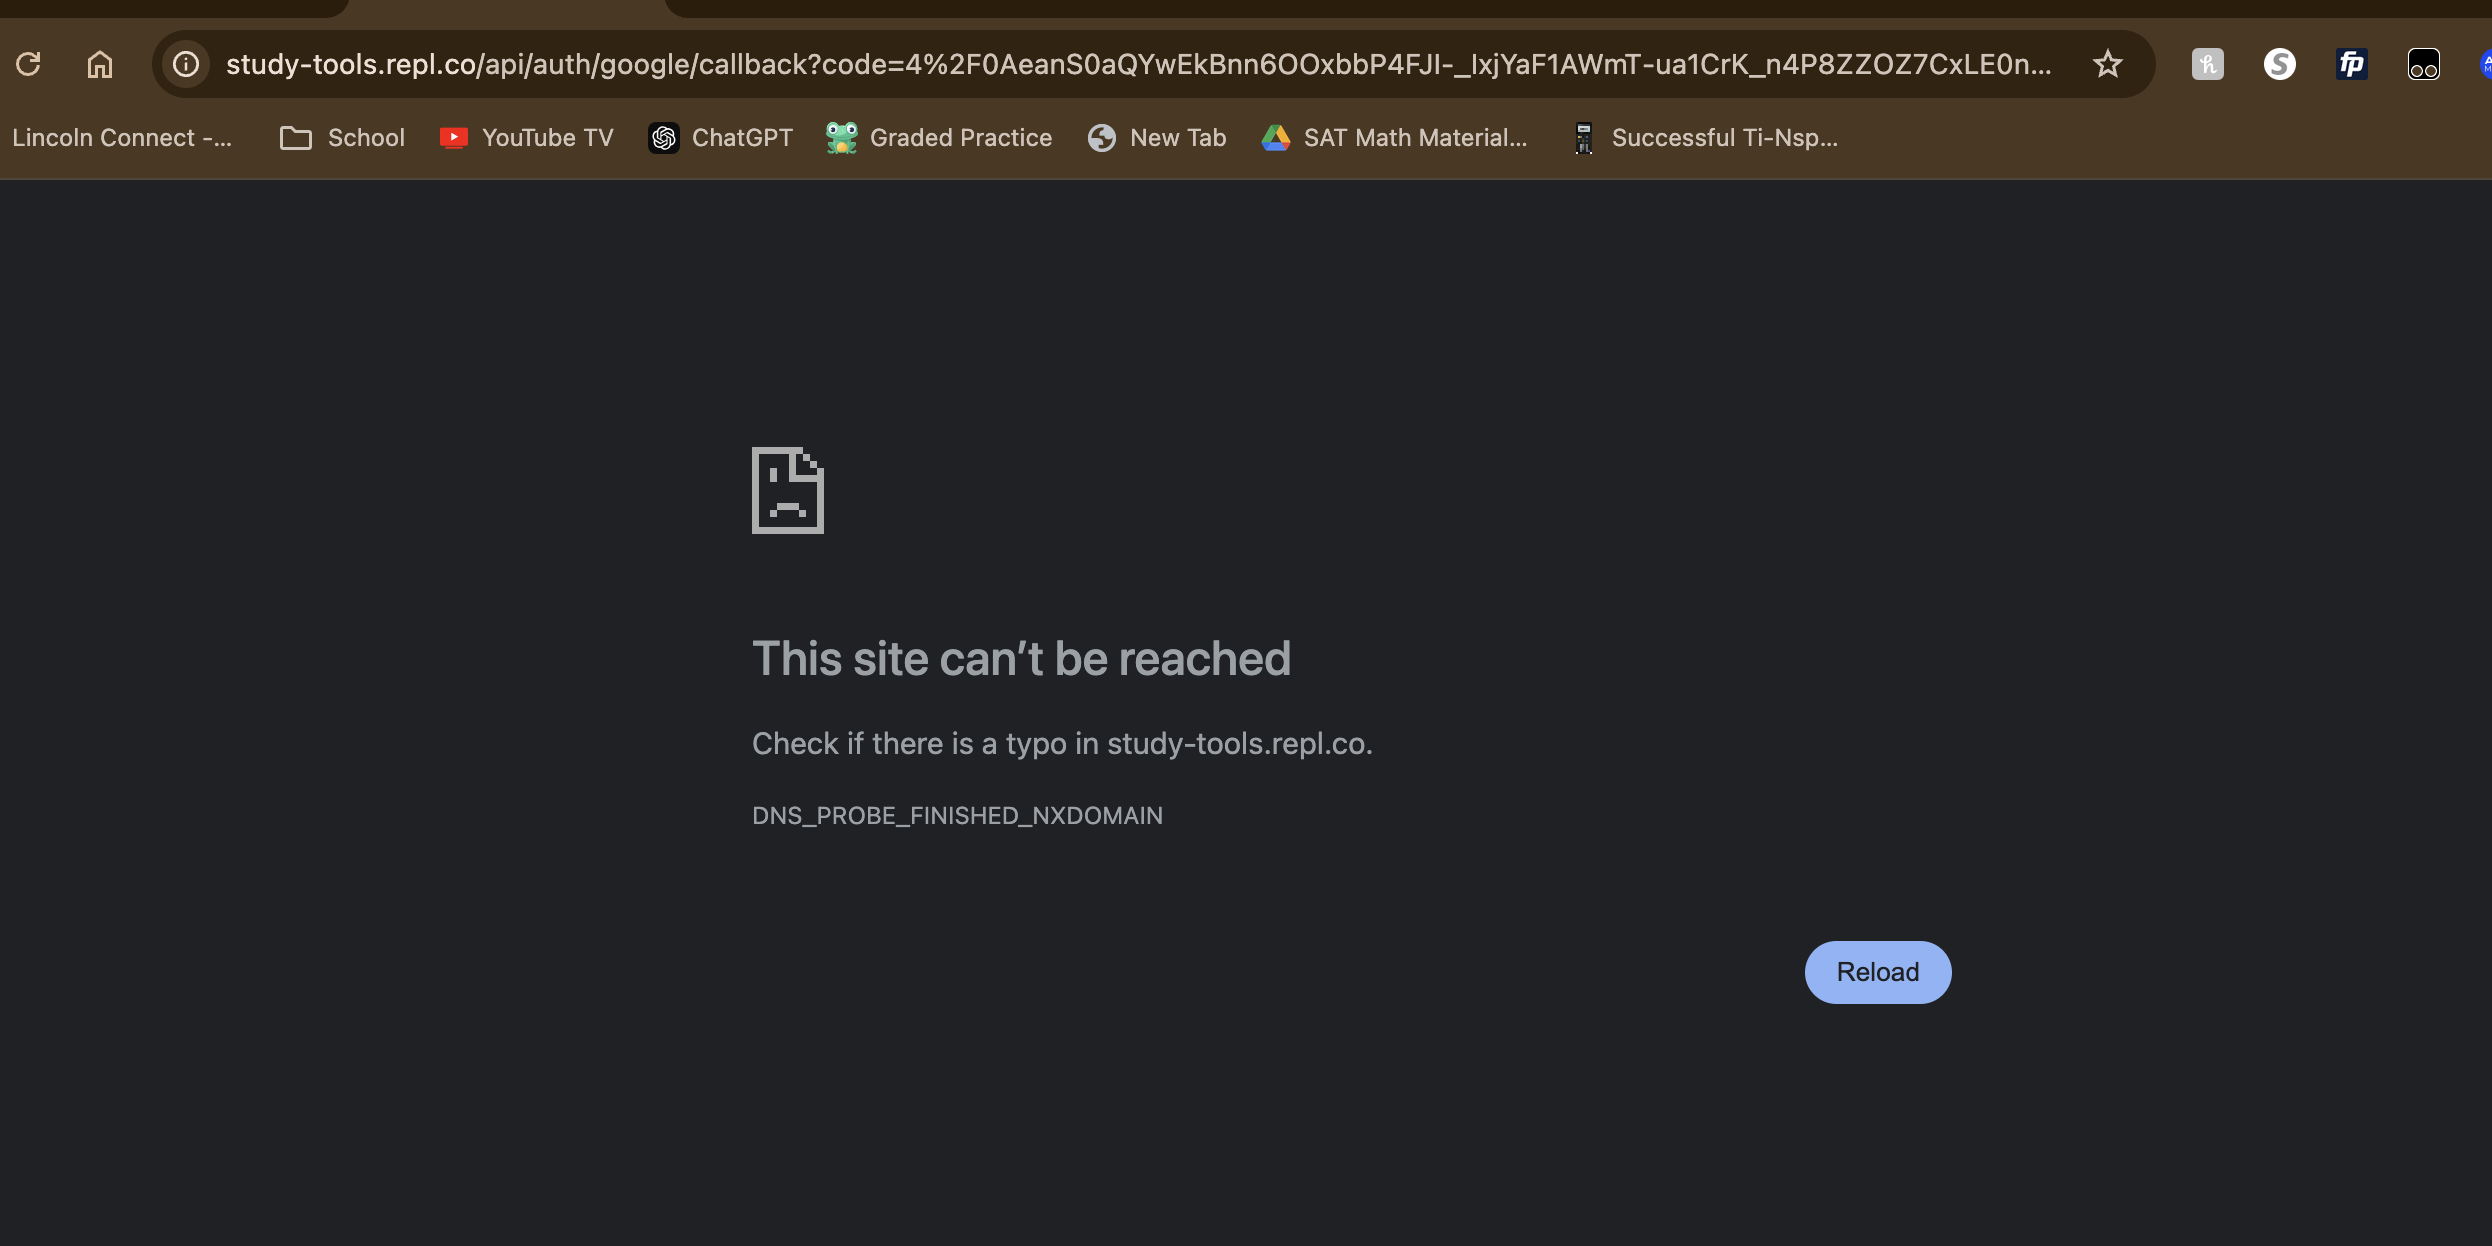 study-tools.repl.co/api/auth/google/callback?code=4%2F0AeanS0aQYwEkBnn6OOxbbP4FJI-_IxjYaF1AWmT-ua1CrK_n4P8ZZOZ7CxLE0n...
Lincoln Connect -... School YouTube TV ChatGPT Graded Practice New Tab SAT Math Material... Successful Ti-Nsp...
This site can’t be reached
Check if there is a typo in study-tools.repl.co.
DNS_PROBE_FINISHED_NXDOMAIN
Reload